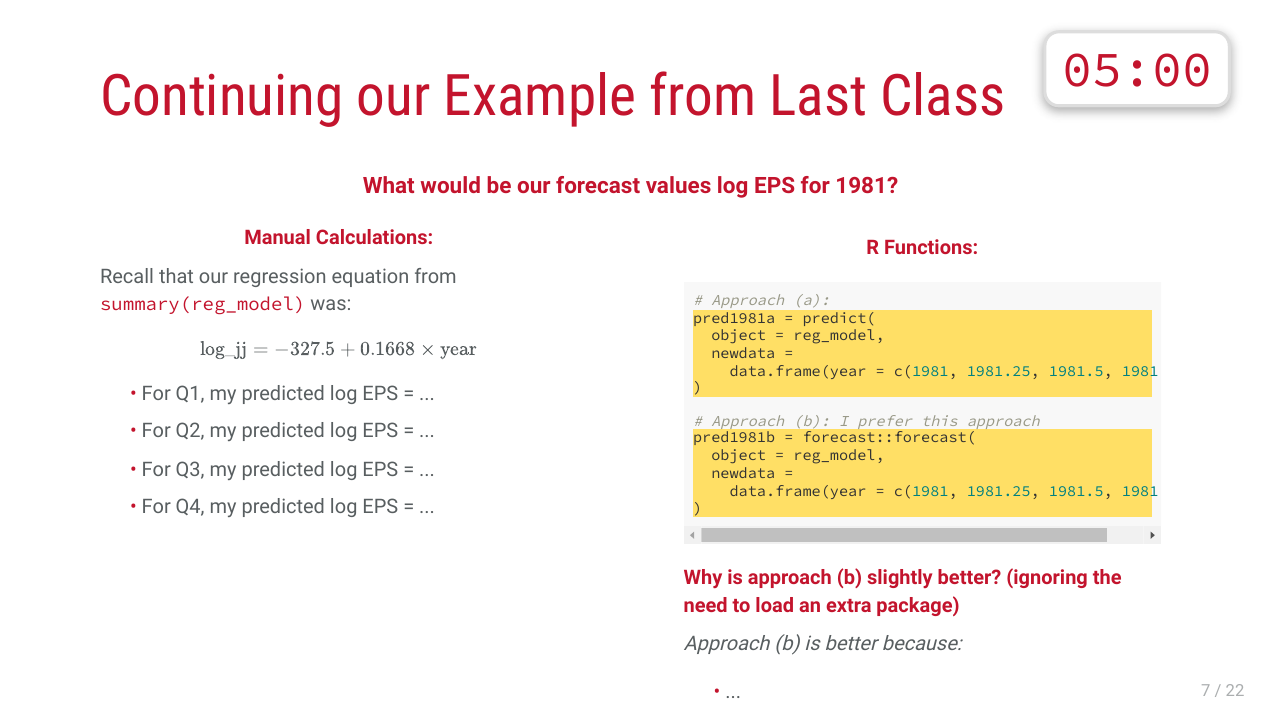 05:00
Continuing our Example from Last Class
What would be our forecast values log EPS for 1981?
Manual Calculations:
Recall that our regression equation from
summary(reg_model) was:
log_jj = −327.5 + 0.1668 × year
• For Q1, my predicted log EPS = ...
• For Q2, my predicted log EPS = ...
• For Q3, my predicted log EPS = ...
• For Q4, my predicted log EPS = ...
R Functions:
# Approach (a):
pred1981a = predict(
  object = reg_model,
  newdata =
    data.frame(year = c(1981, 1981.25, 1981.5, 1981
)
# Approach (b): I prefer this approach
pred1981b = forecast::forecast(
  object = reg_model,
  newdata =
    data.frame(year = c(1981, 1981.25, 1981.5, 1981
)
Why is approach (b) slightly better? (ignoring the
need to load an extra package)
Approach (b) is better because:
• ...
7 / 22